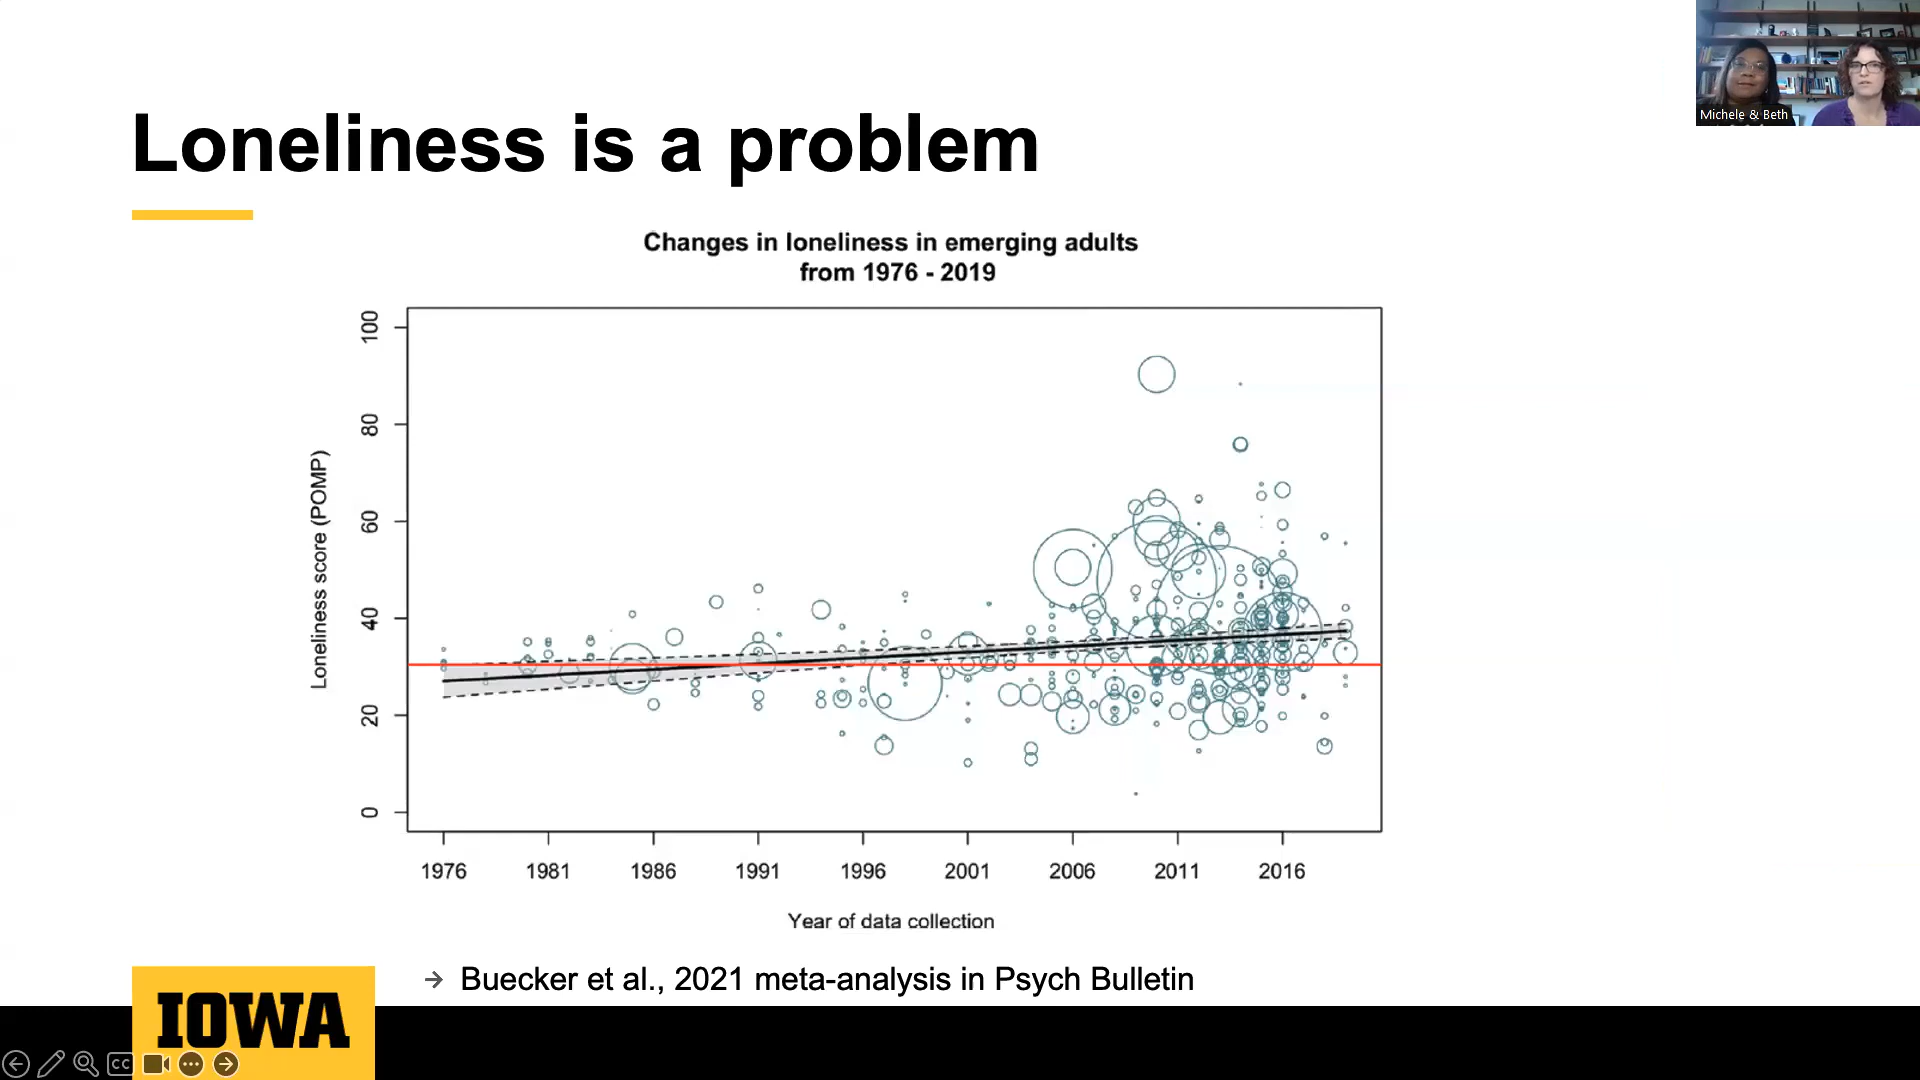 Michele & Beth
Loneliness is a problem
Changes in loneliness in emerging adults
from 1976 - 2019
Loneliness score (POMP)
100
80
60
40
20
0
1976 1981 1986 1991 1996 2001 2006 2011 2016
Year of data collection
→ Buecker et al., 2021 meta-analysis in Psych Bulletin
IOWA
CC